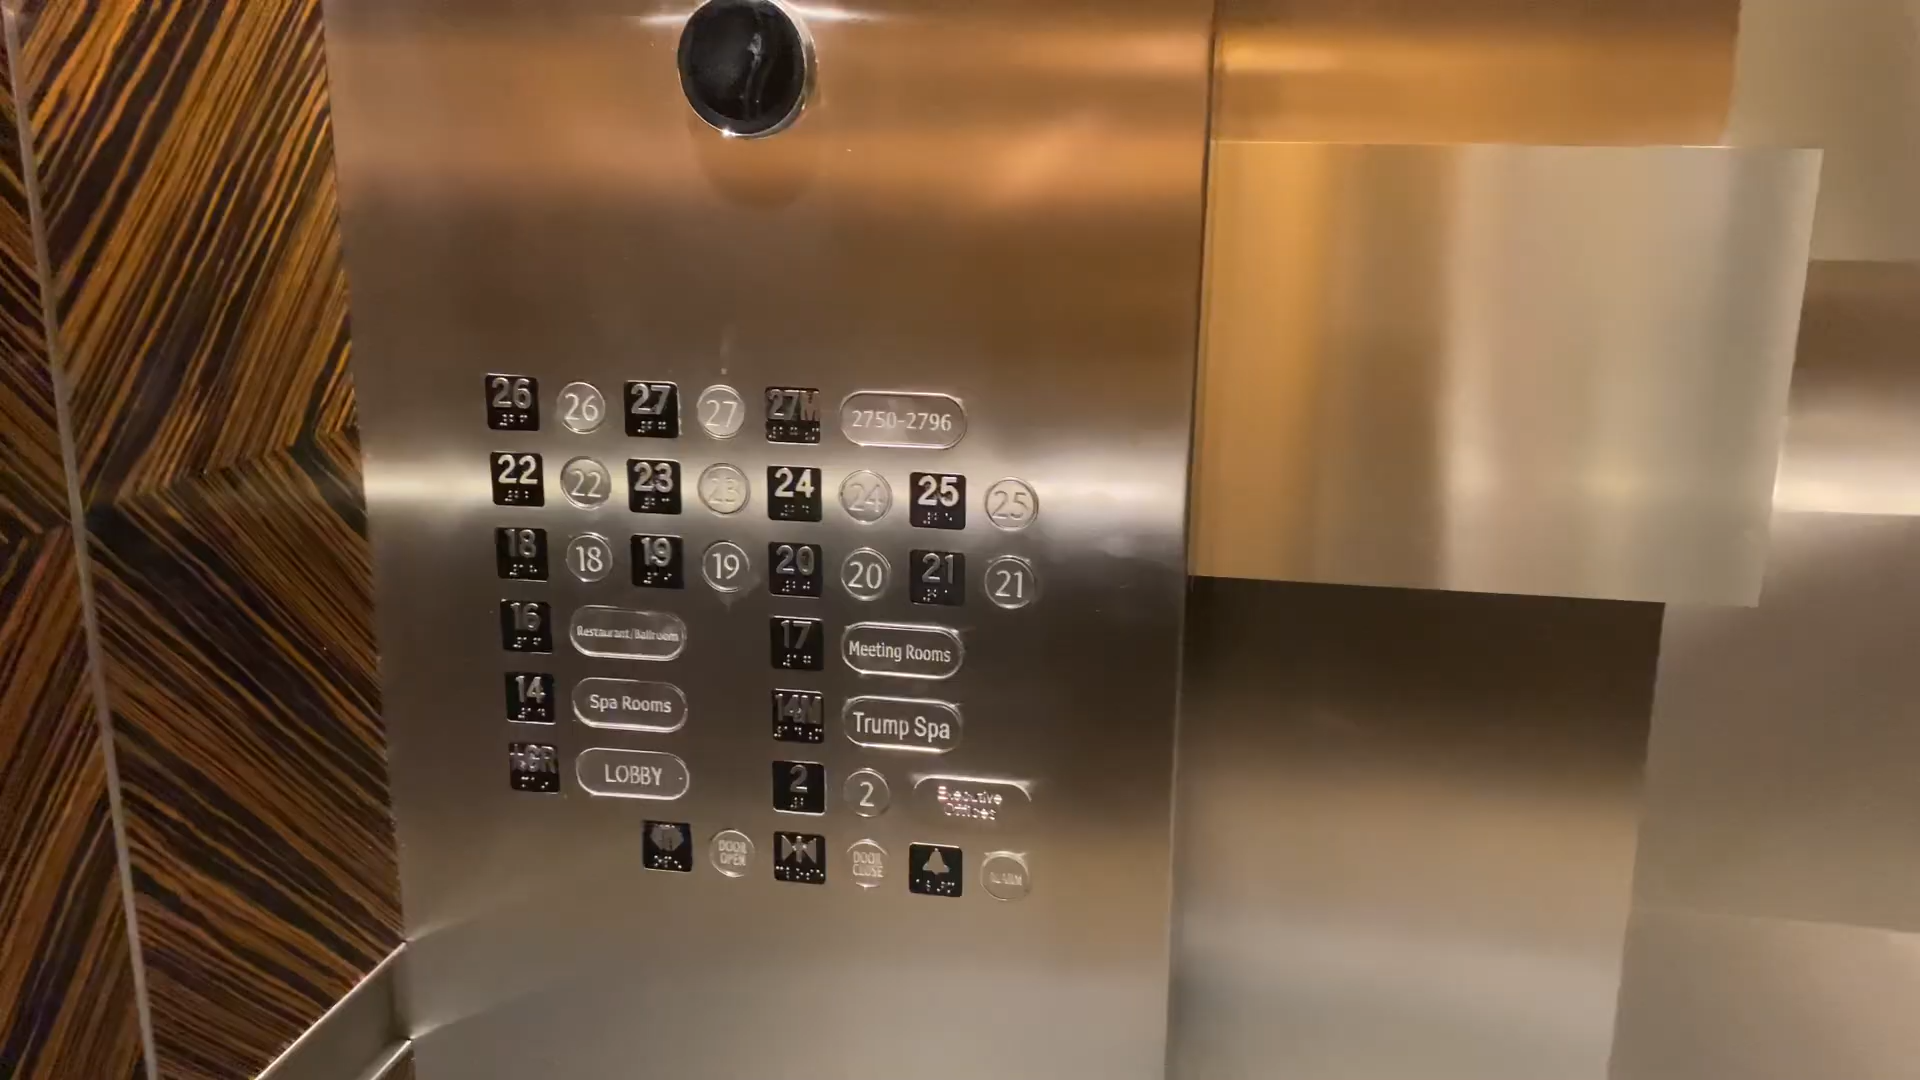 26 26 27 27 27M 2750-2796
22 22 23 23 24 24 25 25
18 18 19 19 20 20 21 21
16 Restaurant/Ballroom 17 Meeting Rooms
14 Spa Rooms 14M Trump Spa
LOBBY 2 2 Executive
Offices
DOOR
OPEN
DOOR
CLOSE
ALARM